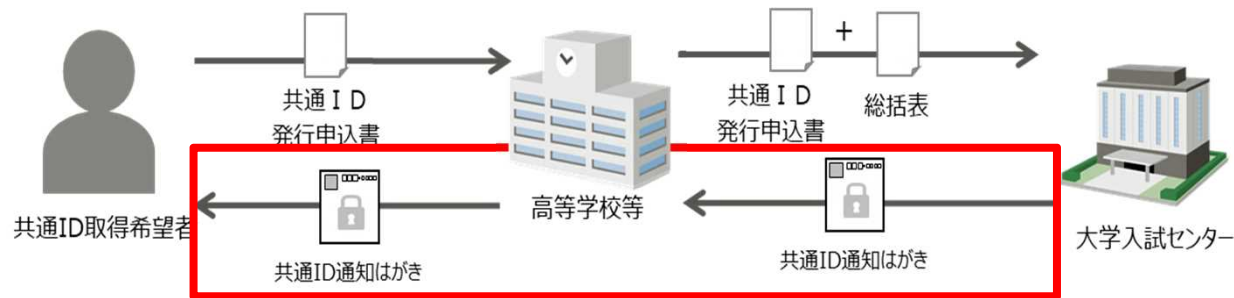 共通ＩＤ
発行申込書
+
共通ＩＤ
発行申込書
総括表
共通ID取得希望者
高等学校等
大学入試センター
共通ID通知はがき
共通ID通知はがき